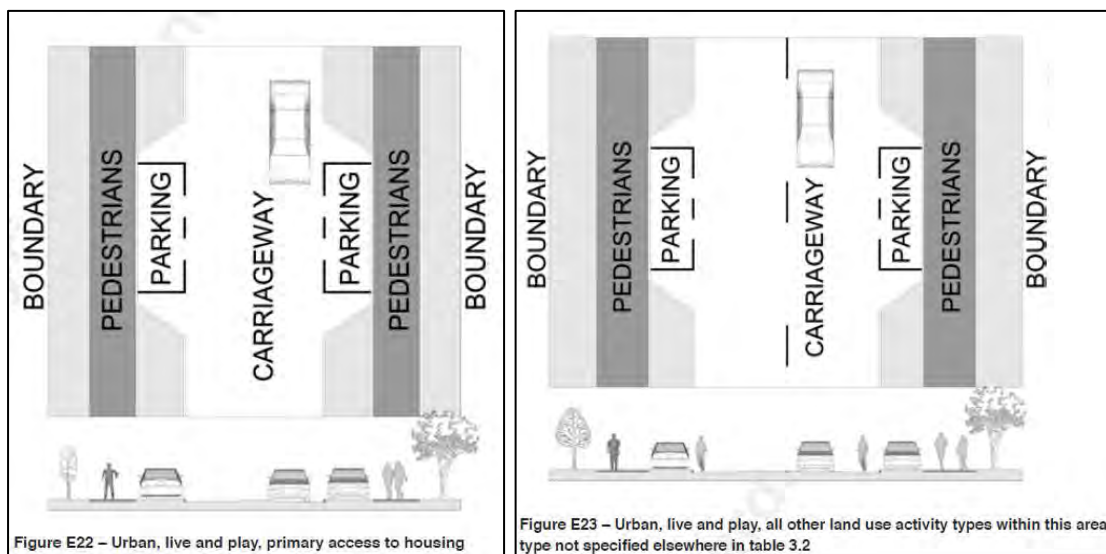 BOUNDARY
PEDESTRIANS
PARKING
CARRIAGEWAY
PARKING
PEDESTRIANS
BOUNDARY
Figure E22 – Urban, live and play, primary access to housing
BOUNDARY
PEDESTRIANS
PARKING
CARRIAGEWAY
PARKING
PEDESTRIANS
BOUNDARY
Figure E23 – Urban, live and play, all other land use activity types within this area
type not specified elsewhere in table 3.2